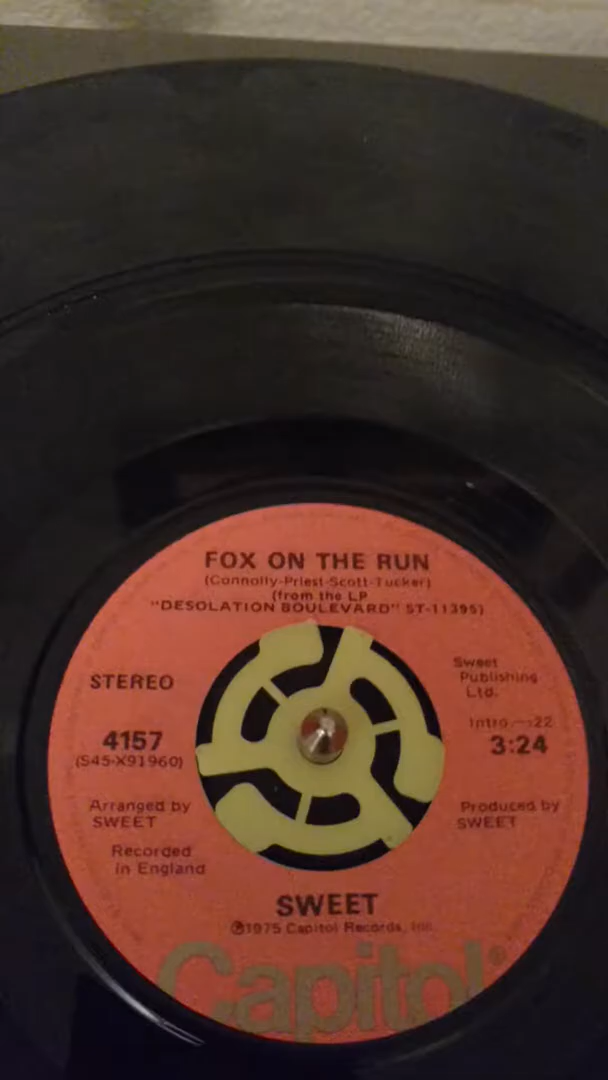 FOX ON THE RUN
(Connolly-Priest-Scott-Tucker)
(from the LP
"DESOLATION BOULEVARD" ST-11395)
STEREO
4157
(S45-X91960)
Sweet
Publishing
Ltd.
Intro.—:22
3:24
Arranged by
SWEET
Recorded
in England
Produced by
SWEET
SWEET
℗1975 Capitol Records, Inc.
Capitol®